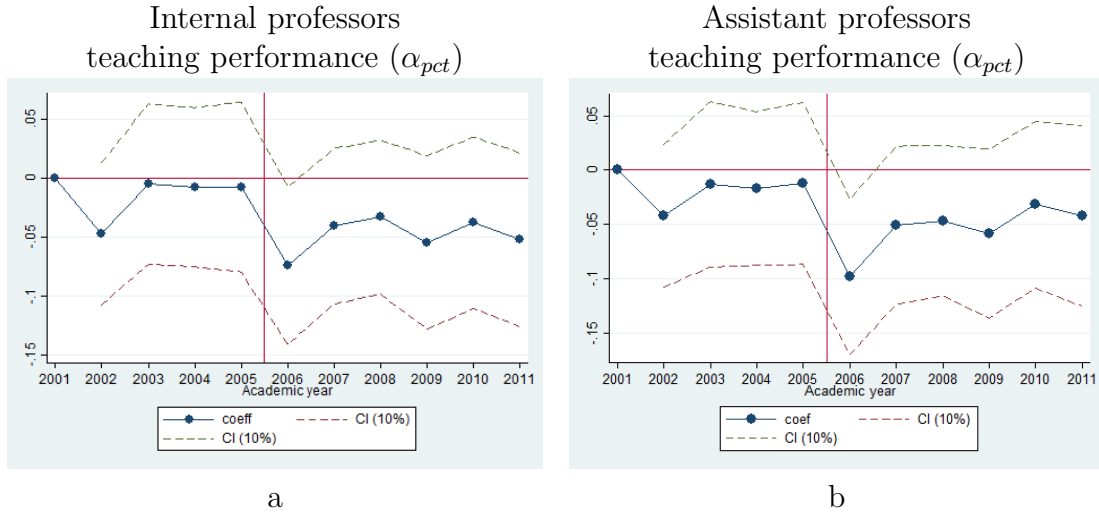 Internal professors
teaching performance (αpct)
.05
0
-.05
-.1
-.15
2001 2002 2003 2004 2005 2006 2007 2008 2009 2010 2011
Academic year
coeff
CI (10%)
CI (10%)
a
Assistant professors
teaching performance (αpct)
.05
0
-.05
-.1
-.15
2001 2002 2003 2004 2005 2006 2007 2008 2009 2010 2011
Academic year
coef
CI (10%)
CI (10%)
b